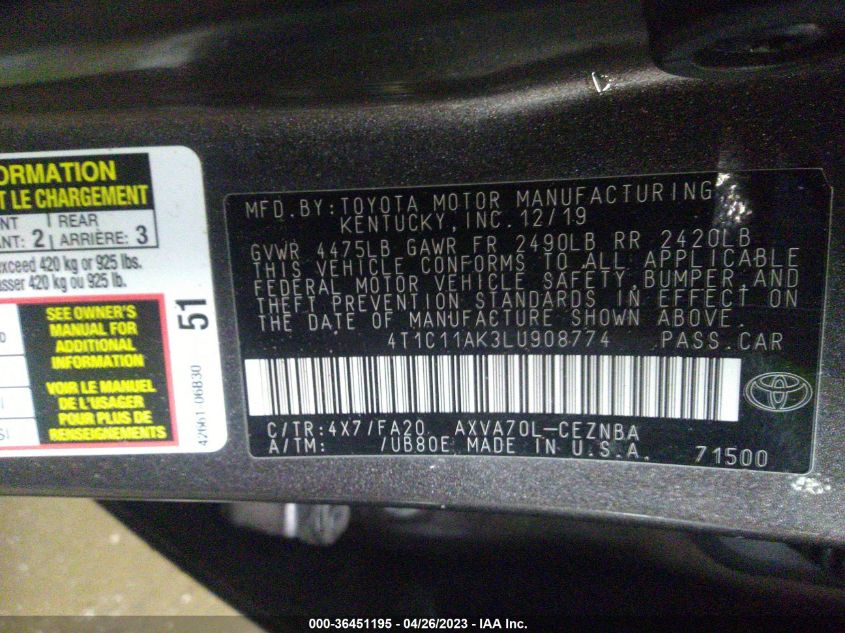 ORMATION
T LE CHARGEMENT
NT REAR
ANT: 2 ARRIÈRE: 3
exceed 420 kg or 925 lbs.
asser 420 kg ou 925 lb.
SEE OWNER'S
MANUAL FOR
ADDITIONAL
INFORMATION
VOIR LE MANUEL
DE L'USAGER
POUR PLUS DE
RENSEIGNEMENTS
51
42661-06B30
MFD.BY:TOYOTA MOTOR MANUFACTURING
KENTUCKY,INC.12/19
GVWR 4475LB GAWR FR 2490LB RR 2420LB
THIS VEHICLE CONFORMS TO ALL APPLICABLE
FEDERAL MOTOR VEHICLE SAFETY,BUMPER,AND
THEFT PREVENTION STANDARDS IN EFFECT ON
THE DATE OF MANUFACTURE SHOWN ABOVE.
4T1C11AK3LU908774 PASS.CAR
C/TR:4X7/FA20 AXVA70L-CEZNBA
A/TM: /UB80E MADE IN U.S.A. 71500
000-36451195 - 04/26/2023 - IAA Inc.